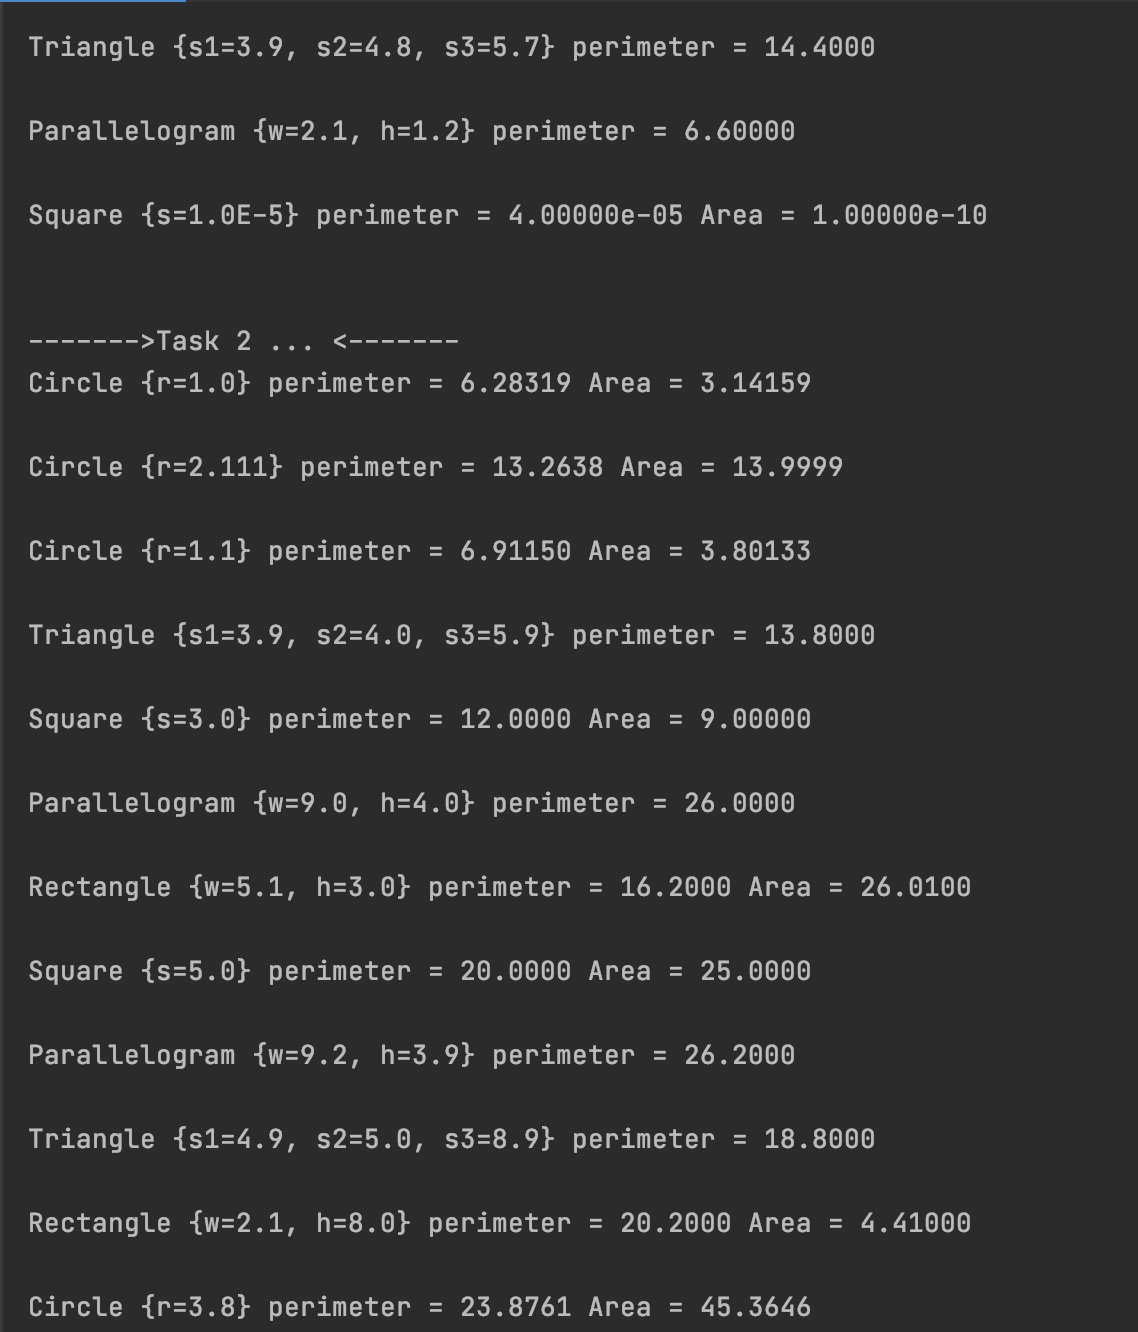 Triangle {s1=3.9, s2=4.8, s3=5.7} perimeter = 14.4000
Parallelogram {w=2.1, h=1.2} perimeter = 6.60000
Square {s=1.0E-5} perimeter = 4.00000e-05 Area = 1.00000e-10
------->Task 2 ... <-------
Circle {r=1.0} perimeter = 6.28319 Area = 3.14159
Circle {r=2.111} perimeter = 13.2638 Area = 13.9999
Circle {r=1.1} perimeter = 6.91150 Area = 3.80133
Triangle {s1=3.9, s2=4.0, s3=5.9} perimeter = 13.8000
Square {s=3.0} perimeter = 12.0000 Area = 9.00000
Parallelogram {w=9.0, h=4.0} perimeter = 26.0000
Rectangle {w=5.1, h=3.0} perimeter = 16.2000 Area = 26.0100
Square {s=5.0} perimeter = 20.0000 Area = 25.0000
Parallelogram {w=9.2, h=3.9} perimeter = 26.2000
Triangle {s1=4.9, s2=5.0, s3=8.9} perimeter = 18.8000
Rectangle {w=2.1, h=8.0} perimeter = 20.2000 Area = 4.41000
Circle {r=3.8} perimeter = 23.8761 Area = 45.3646